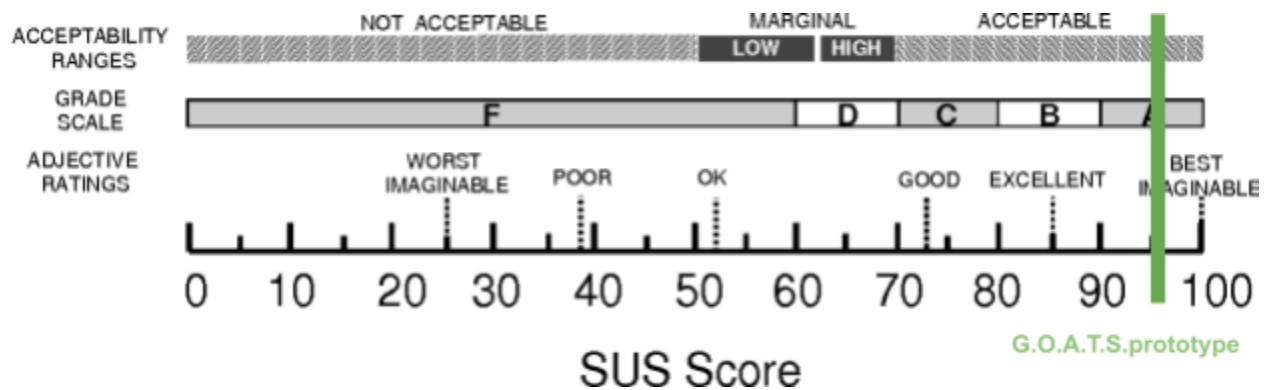 NOT ACCEPTABLE MARGINAL ACCEPTABLE
ACCEPTABILITY
RANGES
LOW HIGH
GRADE
SCALE
F D C B A
ADJECTIVE
RATINGS
WORST
IMAGINABLE
POOR
OK
GOOD
EXCELLENT
BEST
IMAGINABLE
0 10 20 30 40 50 60 70 80 90 100
G.O.A.T.S.prototype
SUS Score